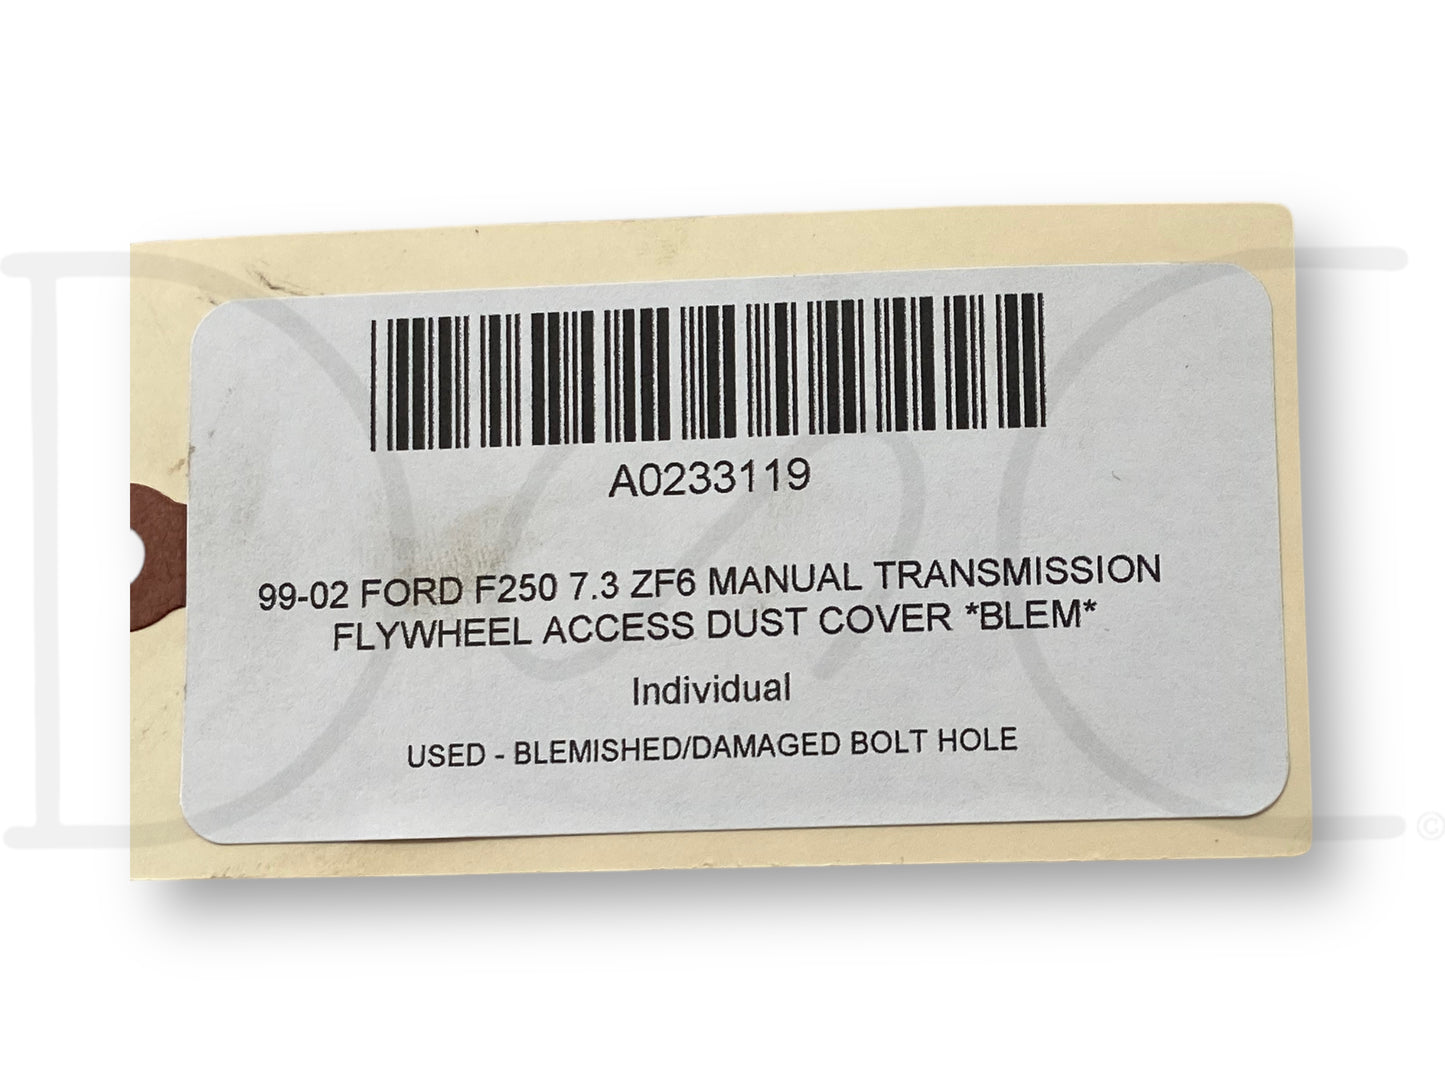 A0233119
99-02 FORD F250 7.3 ZF6 MANUAL TRANSMISSION
FLYWHEEL ACCESS DUST COVER *BLEM*
Individual
USED - BLEMISHED/DAMAGED BOLT HOLE
©